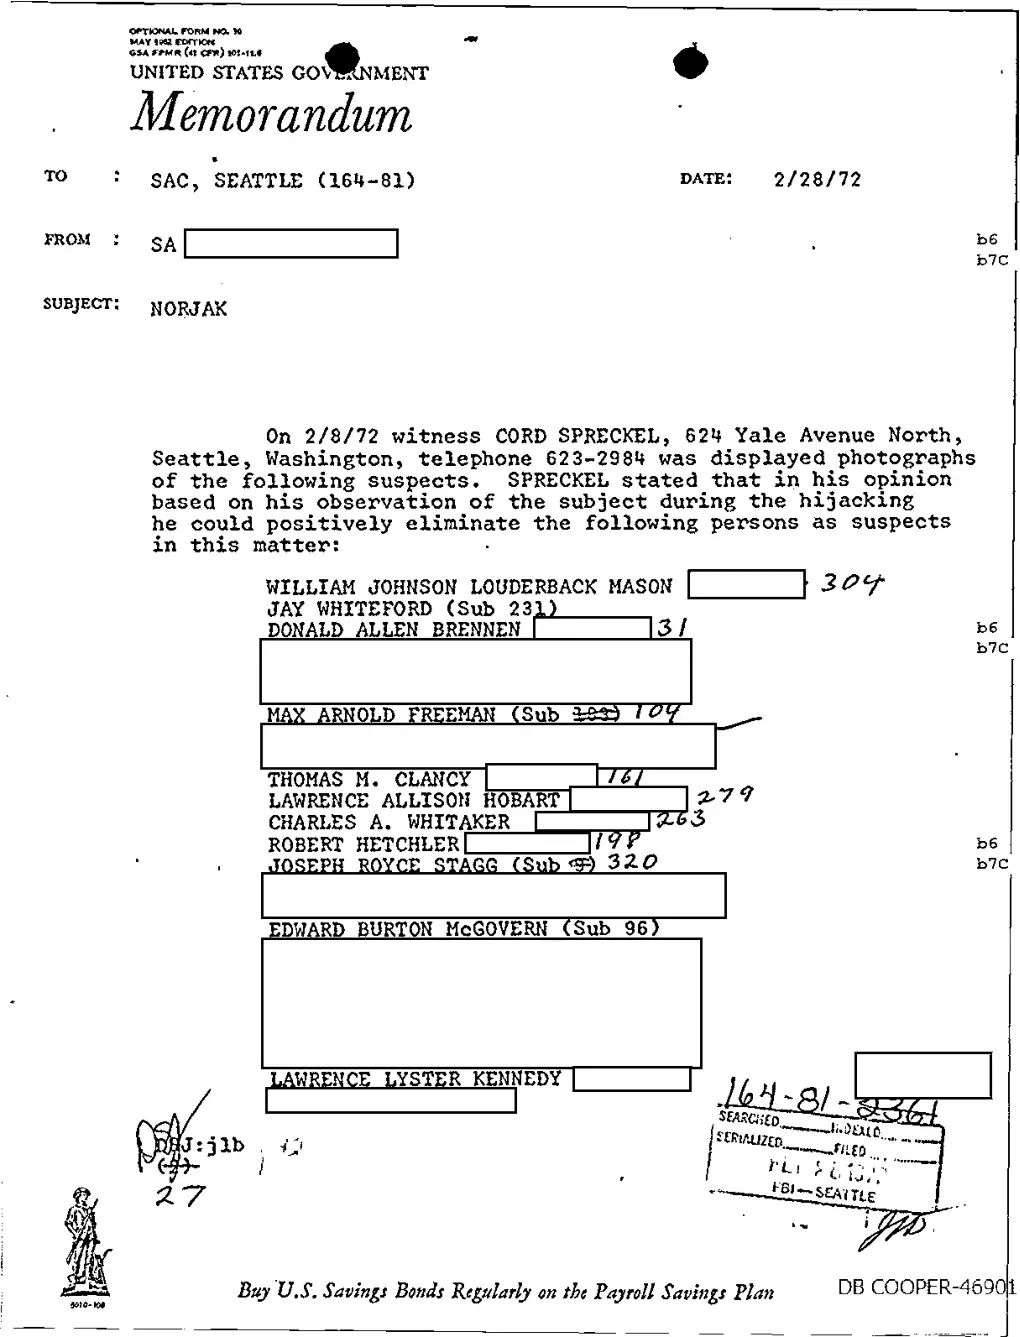 OPTIONAL FORM NO. 10
MAY 1962 EDITION
GSA FPMR (41 CFR) 101-11.6
UNITED STATES GOVERNMENT
Memorandum
TO : SAC, SEATTLE (164-81) DATE: 2/28/72
FROM : SA b6
b7C
SUBJECT: NORJAK
On 2/8/72 witness CORD SPRECKEL, 624 Yale Avenue North,
Seattle, Washington, telephone 623-2984 was displayed photographs
of the following suspects. SPRECKEL stated that in his opinion
based on his observation of the subject during the hijacking
he could positively eliminate the following persons as suspects
in this matter:
WILLIAM JOHNSON LOUDERBACK MASON 304
JAY WHITEFORD (Sub 231)
DONALD ALLEN BRENNEN 31 b6
b7C
MAX ARNOLD FREEMAN (Sub 104
THOMAS M. CLANCY 161
LAWRENCE ALLISON HOBART 279
CHARLES A. WHITAKER 263
ROBERT HETCHLER 198 b6
JOSEPH ROYCE STAGG (Sub 9) 320 b7C
EDWARD BURTON McGOVERN (Sub 96)
LAWRENCE LYSTER KENNEDY
164-81-2361
SEARCHED INDEXED
SERIALIZED FILED
FBI — SEATTLE
J:jlb
(2)
27
5010-108
Buy U.S. Savings Bonds Regularly on the Payroll Savings Plan
DB COOPER-46901